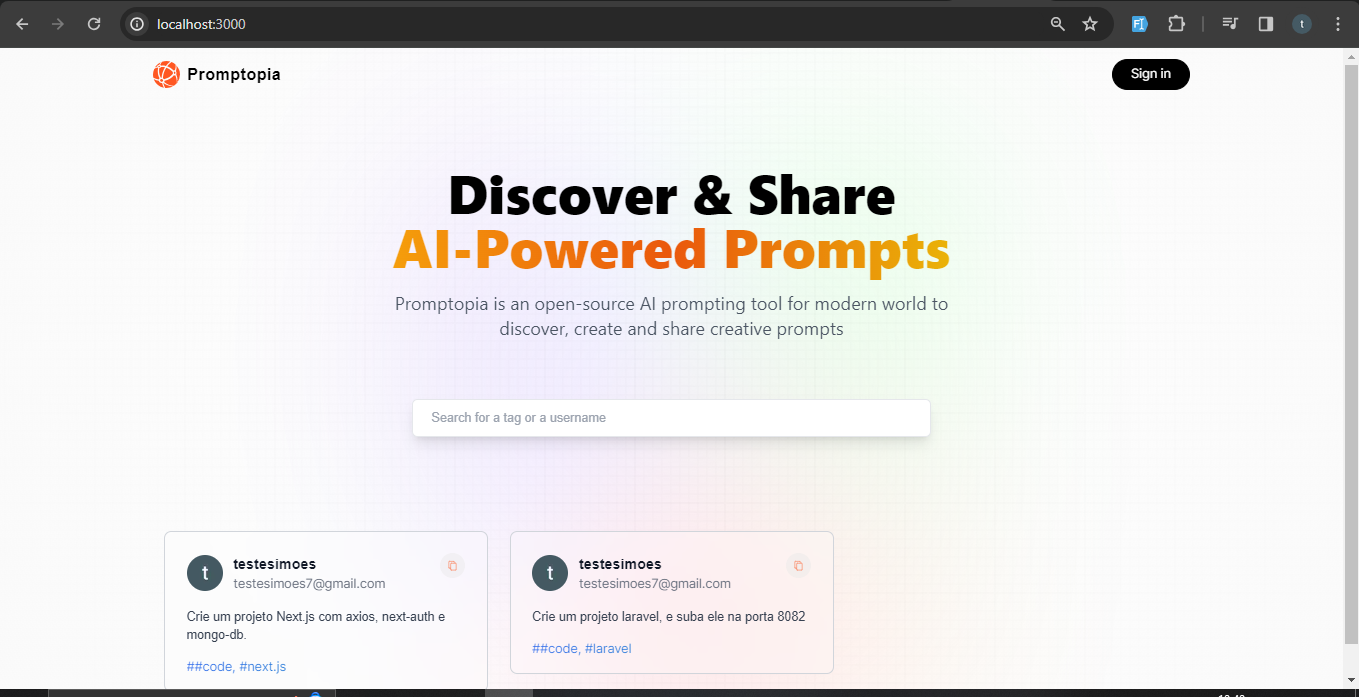 localhost:3000
t
Promptopia
Sign in
Discover & Share
AI-Powered Prompts
Promptopia is an open-source AI prompting tool for modern world to
discover, create and share creative prompts
Search for a tag or a username
t
testesimoes
testesimoes7@gmail.com
Crie um projeto Next.js com axios, next-auth e
mongo-db.
##code, #next.js
t
testesimoes
testesimoes7@gmail.com
Crie um projeto laravel, e suba ele na porta 8082
##code, #laravel